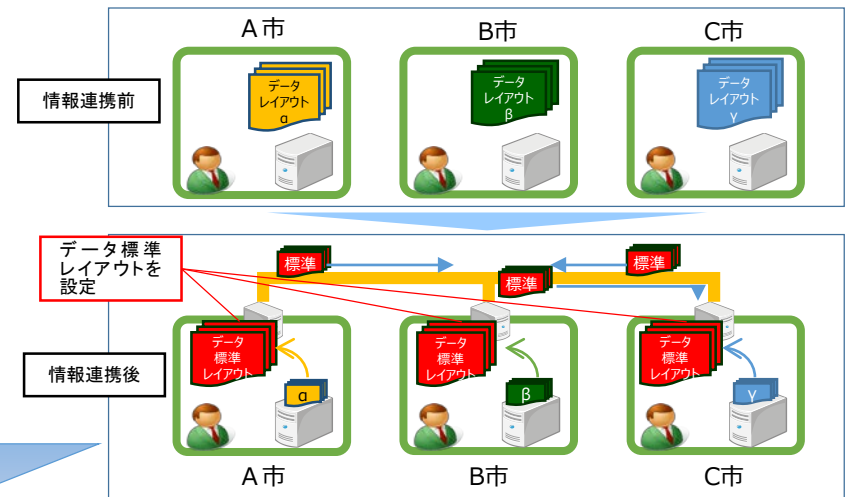 A市
B市
C市
情報連携前
データ
レイアウト
α
データ
レイアウト
β
データ
レイアウト
γ
データ標準
レイアウトを
設定
標準
標準
標準
情報連携後
データ
標準
レイアウト
α
データ
標準
レイアウト
β
データ
標準
レイアウト
γ
A市
B市
C市